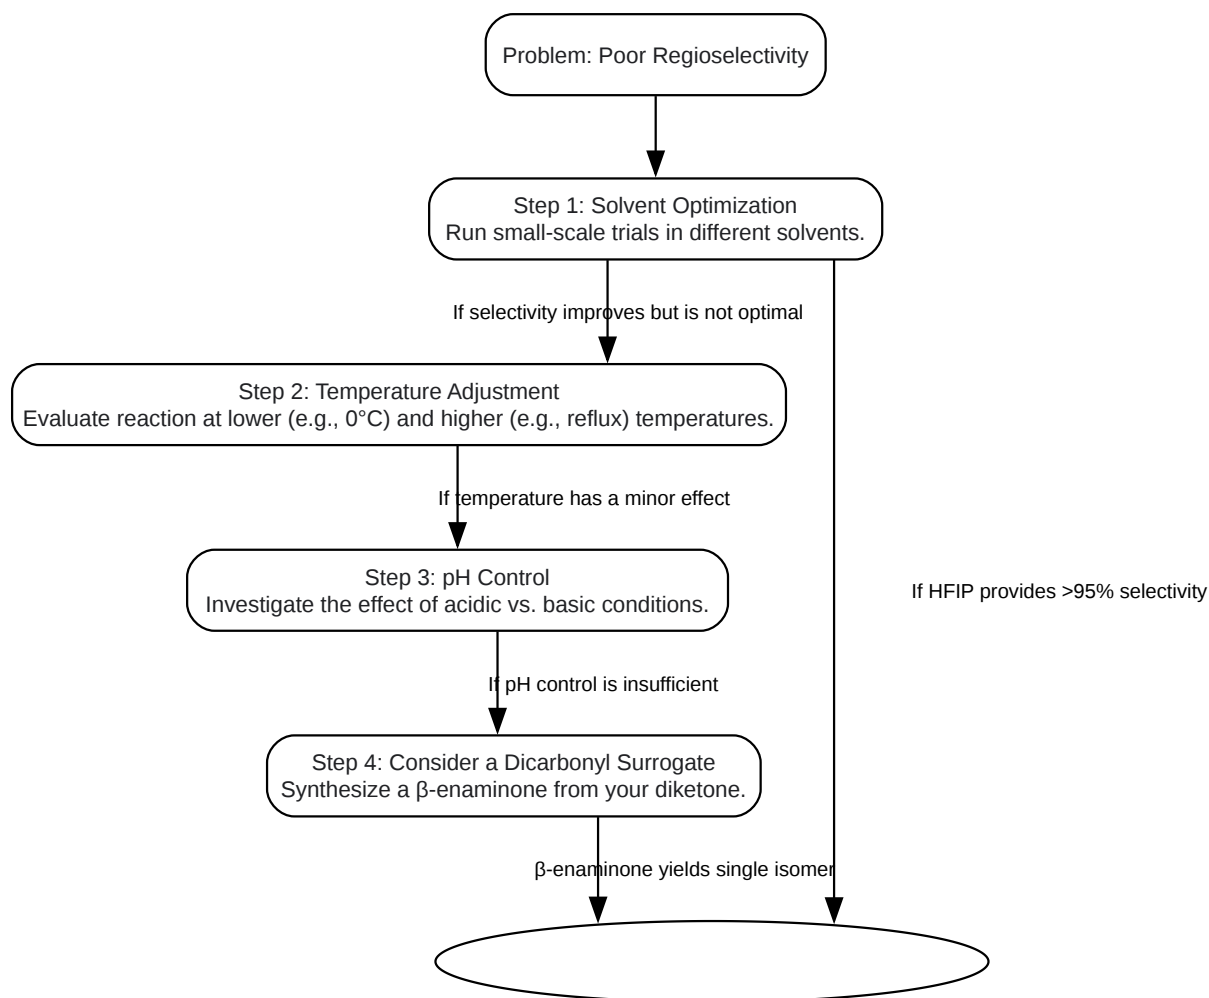 Problem: Poor Regioselectivity
Step 1: Solvent Optimization
Run small-scale trials in different solvents.
If selectivity improves but is not optimal
Step 2: Temperature Adjustment
Evaluate reaction at lower (e.g., 0°C) and higher (e.g., reflux) temperatures.
If temperature has a minor effect
Step 3: pH Control
Investigate the effect of acidic vs. basic conditions.
If HFIP provides >95% selectivity
If pH control is insufficient
Step 4: Consider a Dicarbonyl Surrogate
Synthesize a β-enaminone from your diketone.
β-enaminone yields single isomer